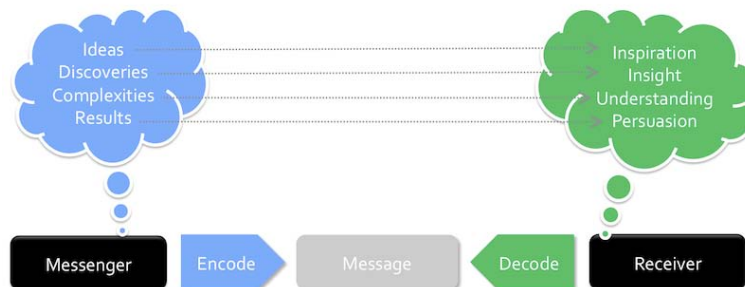 Ideas
Discoveries
Complexities
Results
Inspiration
Insight
Understanding
Persuasion
Messenger
Encode
Message
Decode
Receiver